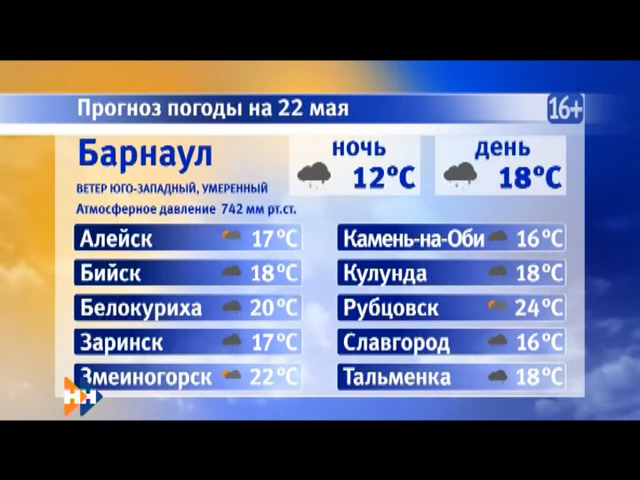 Прогноз погоды на 22 мая
16+
Барнаул
ночь
12°C
день
18°C
ВЕТЕР ЮГО-ЗАПАДНЫЙ, УМЕРЕННЫЙ
Атмосферное давление 742 мм рт.ст.
Алейск 17°C
Бийск 18°C
Белокуриха 20°C
Заринск 17°C
Змеиногорск 22°C
Камень-на-Оби 16°C
Кулунда 18°C
Рубцовск 24°C
Славгород 16°C
Тальменка 18°C
НН